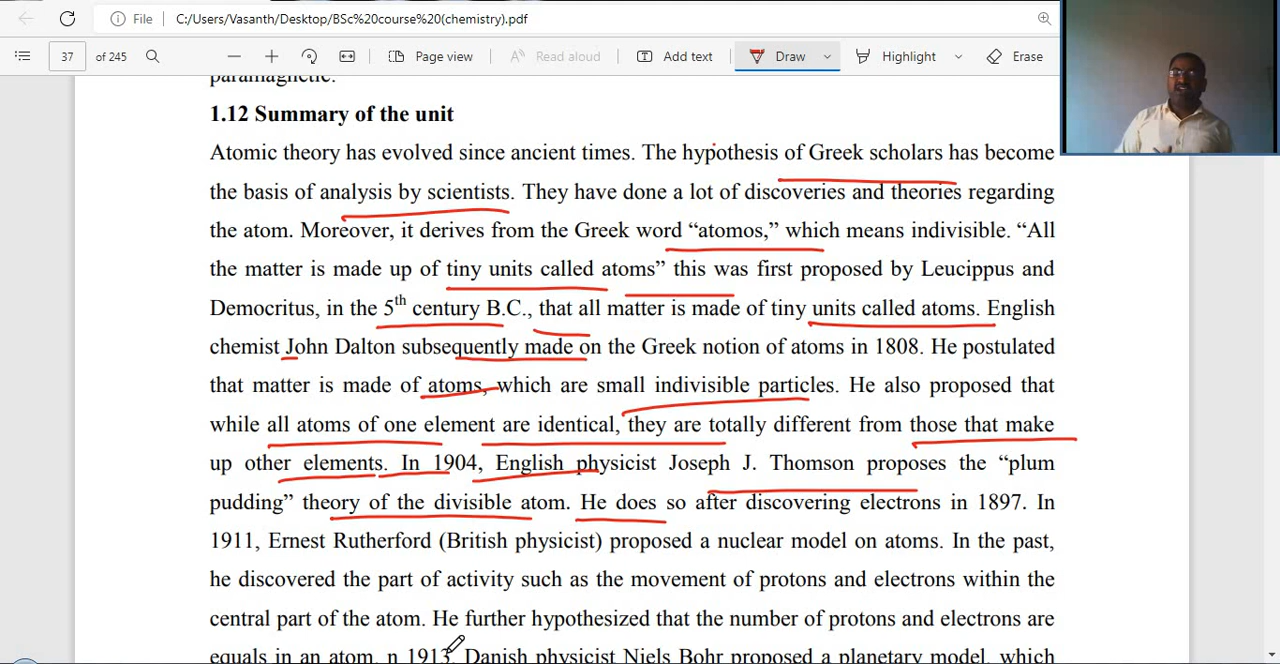 File C:/Users/Vasanth/Desktop/BSc%20course%20(chemistry).pdf
37 of 245 Page view Read aloud Add text Draw Highlight Erase
paramagnetic.
1.12 Summary of the unit
Atomic theory has evolved since ancient times. The hypothesis of Greek scholars has become
the basis of analysis by scientists. They have done a lot of discoveries and theories regarding
the atom. Moreover, it derives from the Greek word “atomos,” which means indivisible. “All
the matter is made up of tiny units called atoms” this was first proposed by Leucippus and
Democritus, in the 5th century B.C., that all matter is made of tiny units called atoms. English
chemist John Dalton subsequently made on the Greek notion of atoms in 1808. He postulated
that matter is made of atoms, which are small indivisible particles. He also proposed that
while all atoms of one element are identical, they are totally different from those that make
up other elements. In 1904, English physicist Joseph J. Thomson proposes the “plum
pudding” theory of the divisible atom. He does so after discovering electrons in 1897. In
1911, Ernest Rutherford (British physicist) proposed a nuclear model on atoms. In the past,
he discovered the part of activity such as the movement of protons and electrons within the
central part of the atom. He further hypothesized that the number of protons and electrons are
equals in an atom. n 1913, Danish physicist Niels Bohr proposed a planetary model, which